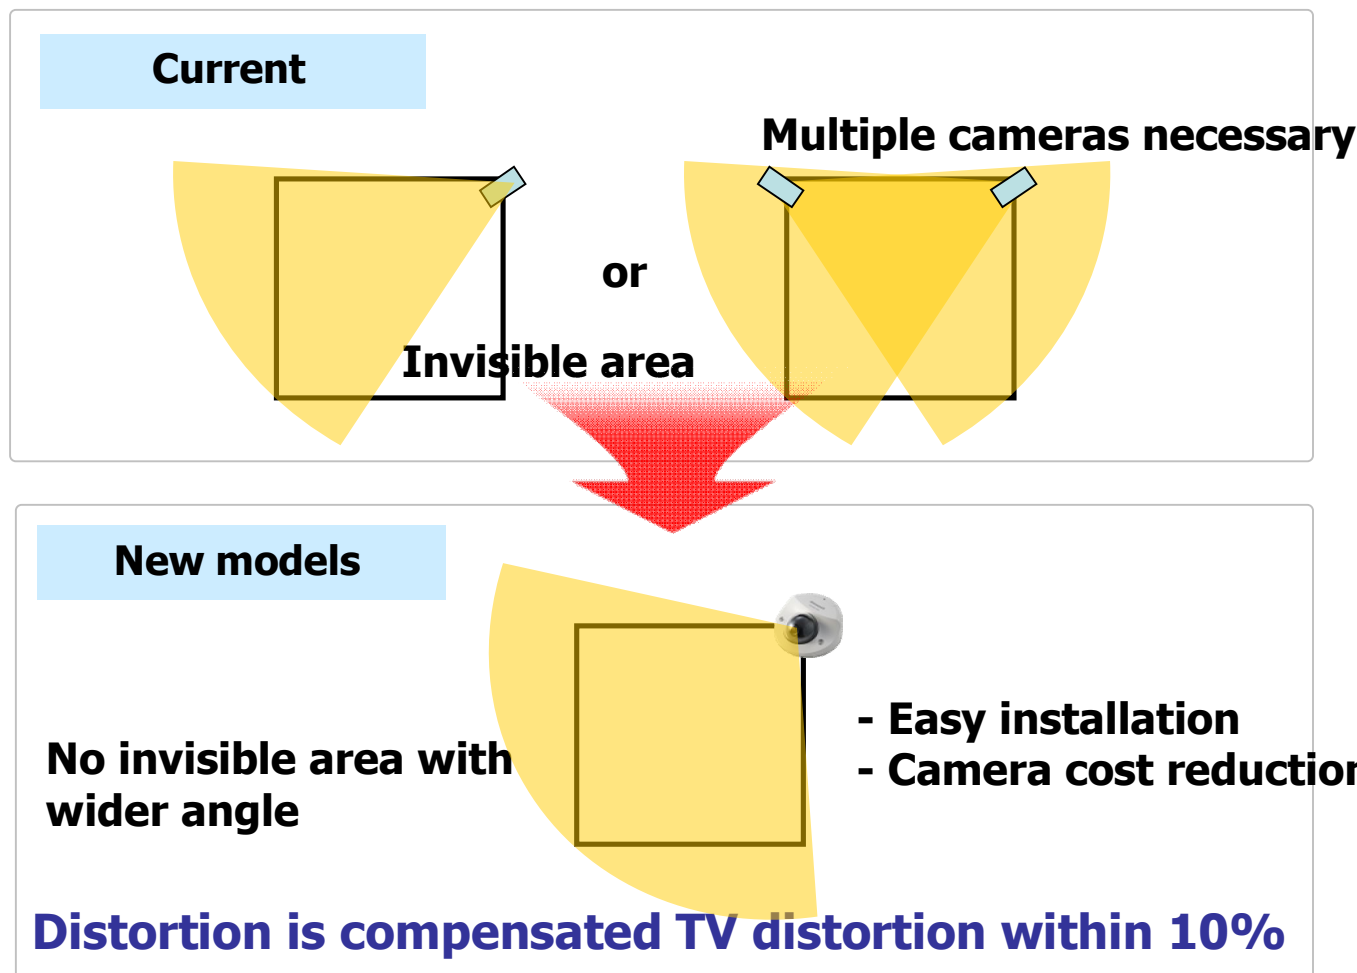 Current
Multiple cameras necessary
or
Invisible area
New models
No invisible area with
wider angle
- Easy installation
- Camera cost reduction
Distortion is compensated TV distortion within 10%